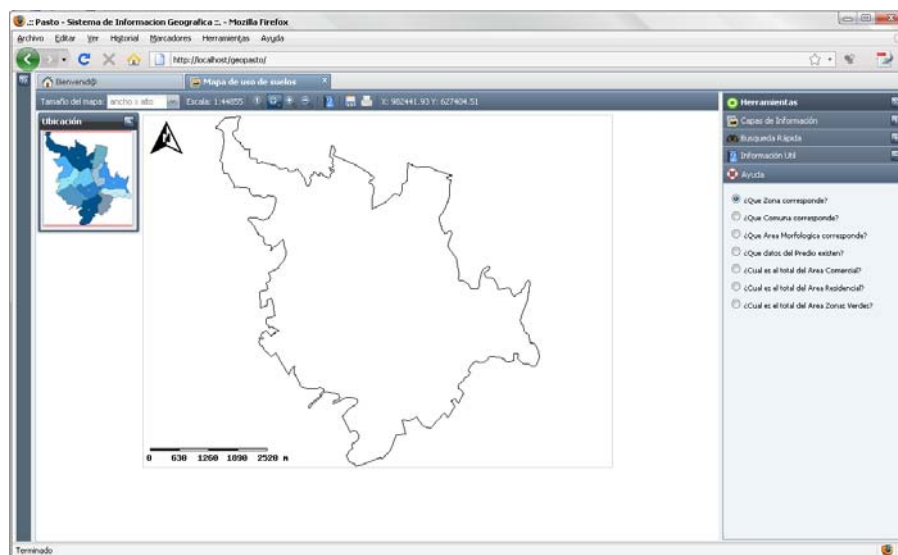 .:: Pasto - Sistema de Informacion Geografica ::. - Mozilla Firefox
Archivo Editar Ver Historial Marcadores Herramientas Ayuda
http://localhost/geopasto/
Bienvenid@
Mapa de uso de suelos
Tamaño del mapa: ancho x alto
Escala: 1:44855
X: 982441.93 Y: 627404.51
Ubicación
0 630 1260 1890 2520 m
Herramientas
Capas de Información
Busqueda Rápida
Información Util
Ayuda
¿Que Zona corresponde?
¿Que Comuna corresponde?
¿Que Area Morfologica corresponde?
¿Que datos del Predio existen?
¿Cual es el total del Area Comercial?
¿Cual es el total del Area Residencial?
¿Cual es el total del Area Zonas Verdes?
Terminado